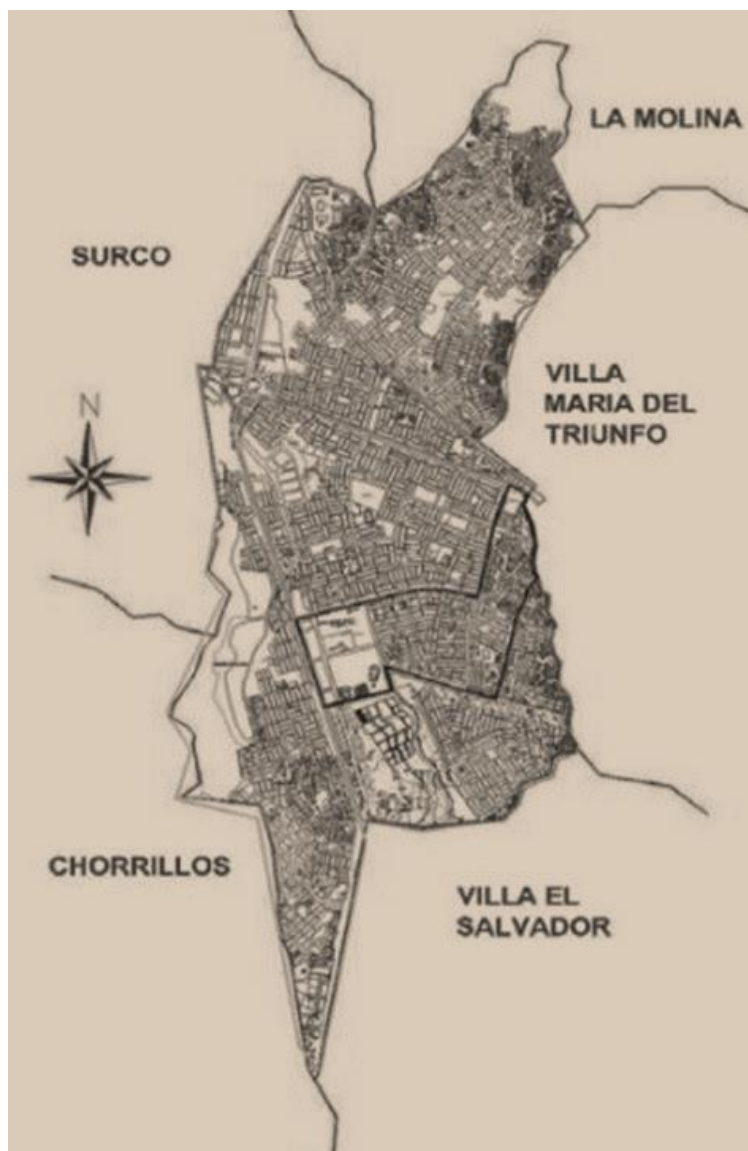 LA MOLINA
SURCO
VILLA
MARIA DEL
TRIUNFO
N
CHORRILLOS
VILLA EL
SALVADOR